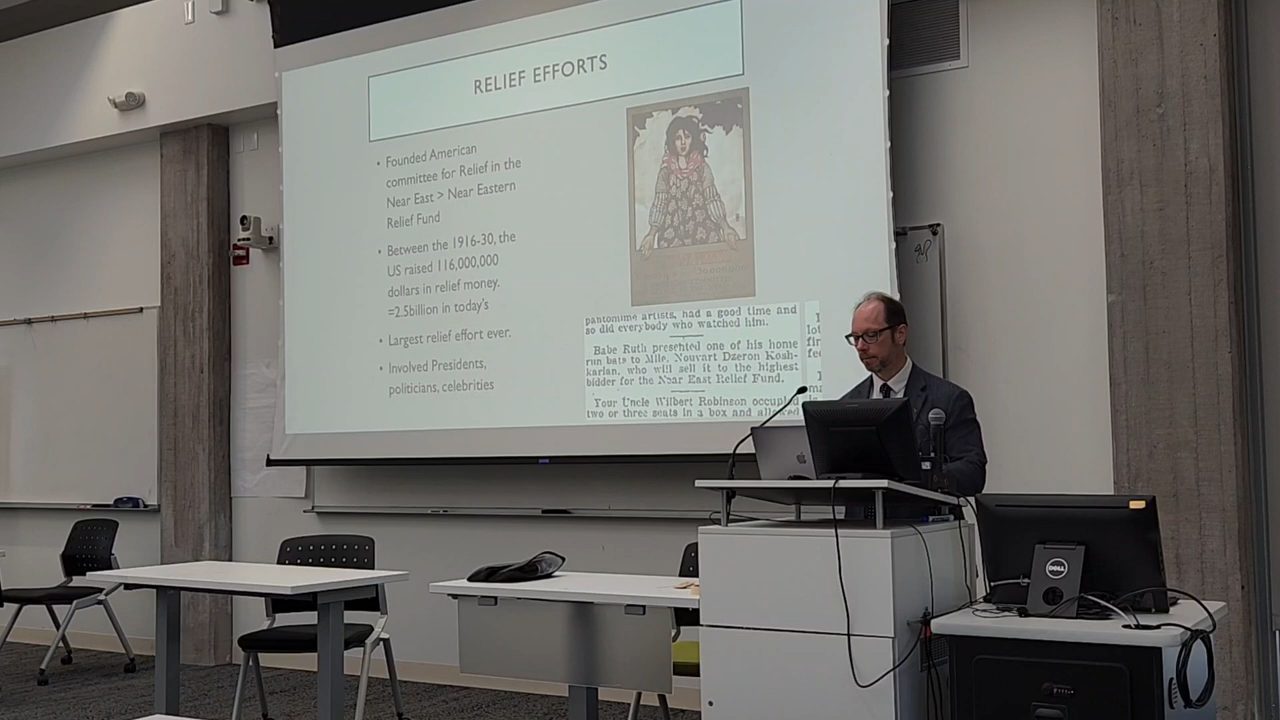 RELIEF EFFORTS
• Founded American
committee for Relief in the
Near East > Near Eastern
Relief Fund
• Between the 1916-30, the
US raised 116,000,000
dollars in relief money.
=2.5billion in today's
• Largest relief effort ever.
• Involved Presidents,
politicians, celebrities
pantomime artists, had a good time and
so did everybody who watched him.
Babe Ruth presented one of his home
run bats to Mlle. Nouvart Dzeron Kosh-
karian, who will sell it to the highest
bidder for the Near East Relief Fund.
Your Uncle Wilbert Robinson occupied
two or three seats in a box and allowed
DELL